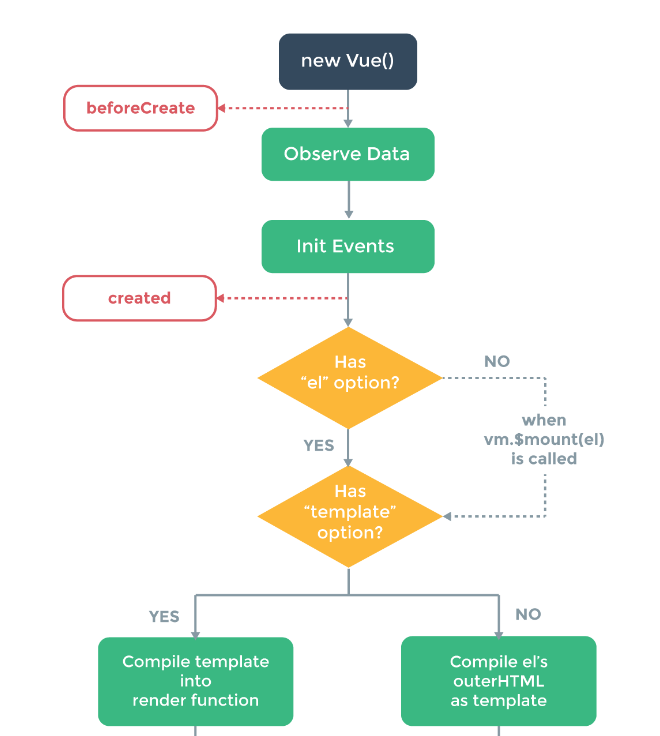 new Vue()
beforeCreate
Observe Data
Init Events
created
Has
“el” option?
NO
when
vm.$mount(el)
is called
YES
Has
“template”
option?
YES
NO
Compile template
into
render function
Compile el’s
outerHTML
as template